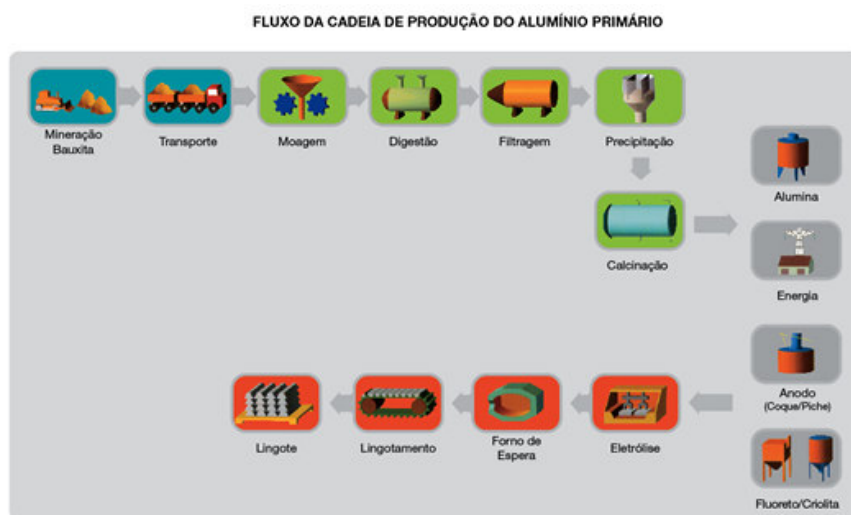 FLUXO DA CADEIA DE PRODUÇÃO DO ALUMÍNIO PRIMÁRIO
Mineração
Bauxita
Transporte
Moagem
Digestão
Filtragem
Precipitação
Calcinação
Alumina
Energia
Anodo
(Coque/Piche)
Fluoreto/Criolita
Eletrólise
Forno de
Espera
Lingotamento
Lingote